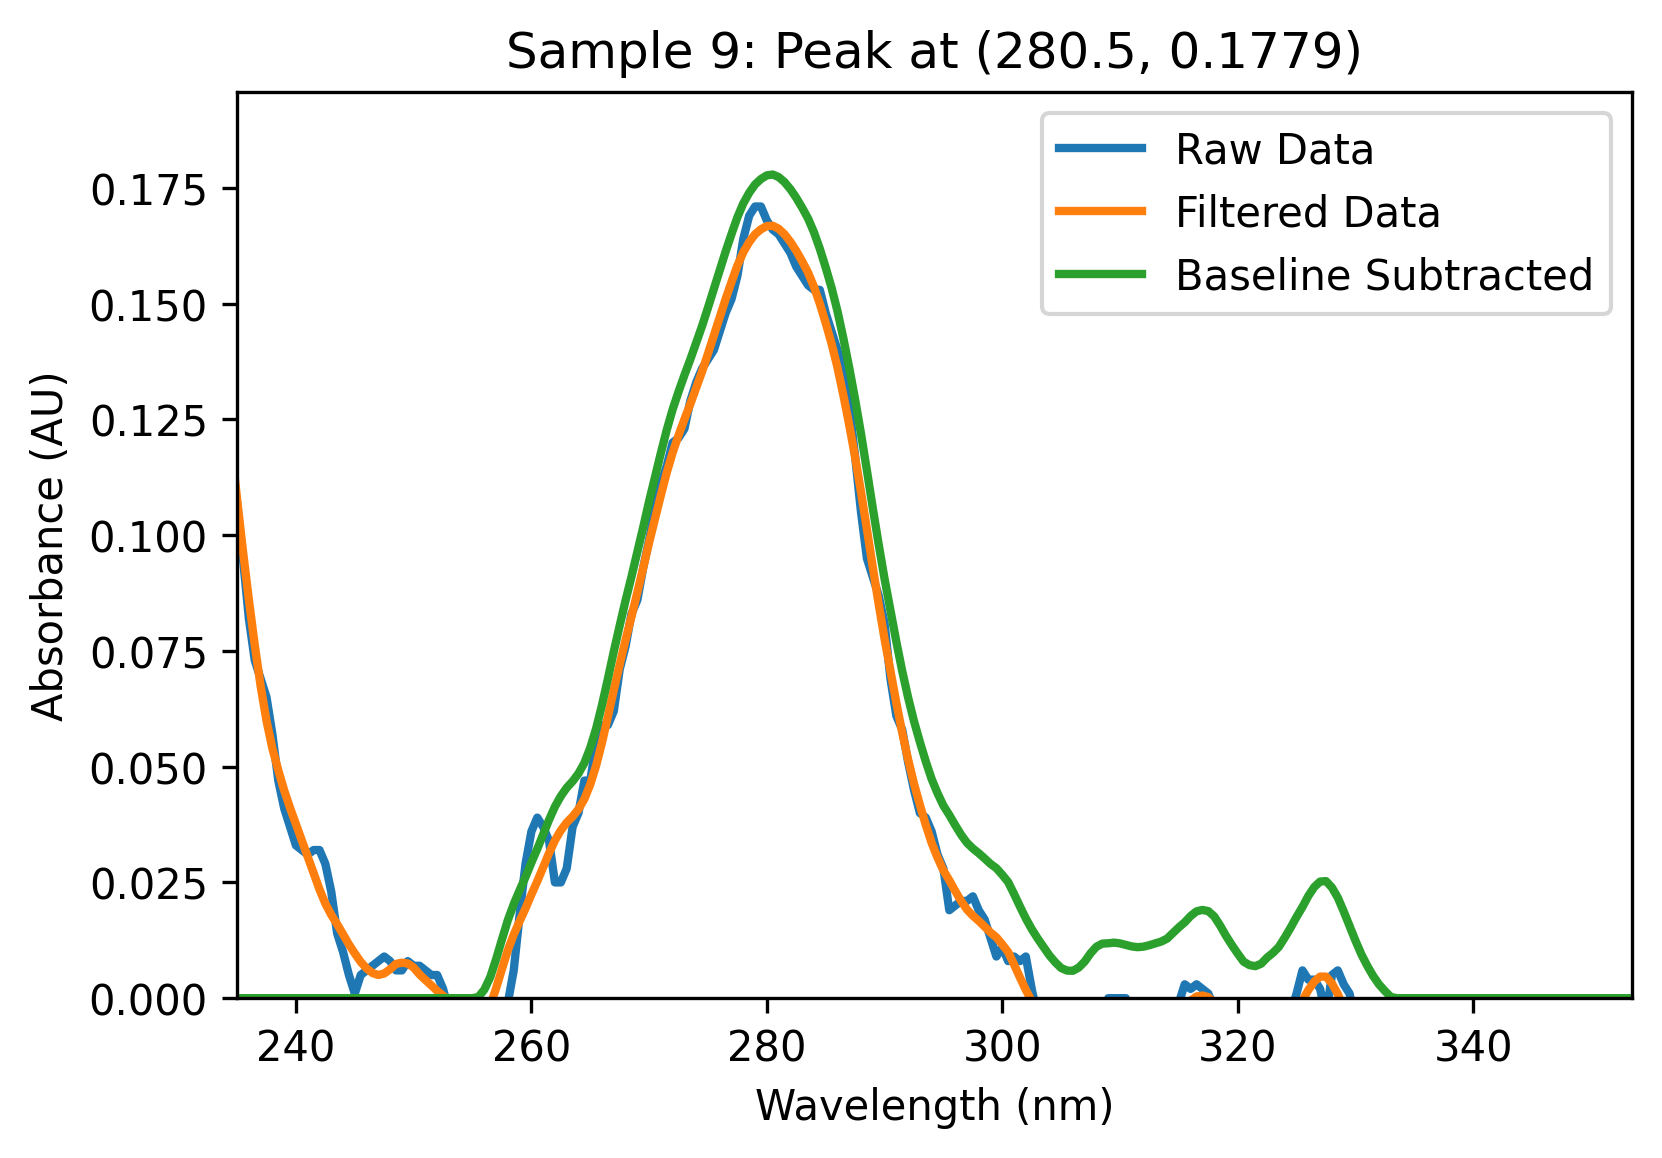 Sample 9: Peak at (280.5, 0.1779)
Raw Data
Filtered Data
Baseline Subtracted
Absorbance (AU)
0.175
0.150
0.125
0.100
0.075
0.050
0.025
0.000
240 260 280 300 320 340
Wavelength (nm)